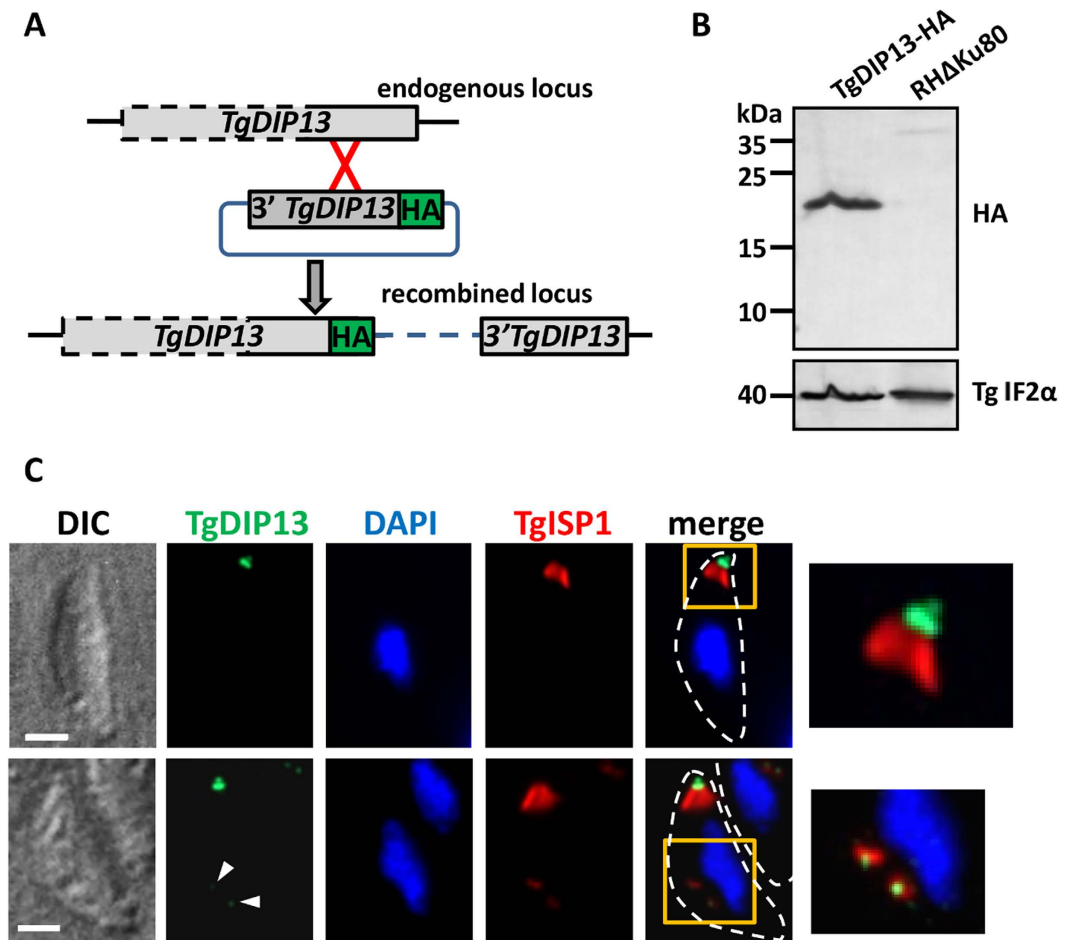 A
endogenous locus
TgDIP13
3’ TgDIP13 HA
recombined locus
TgDIP13 HA 3’TgDIP13
B
TgDIP13-HA RHΔKu80
kDa
35
25
15
10
HA
40
Tg IF2α
C
DIC TgDIP13 DAPI TgISP1 merge